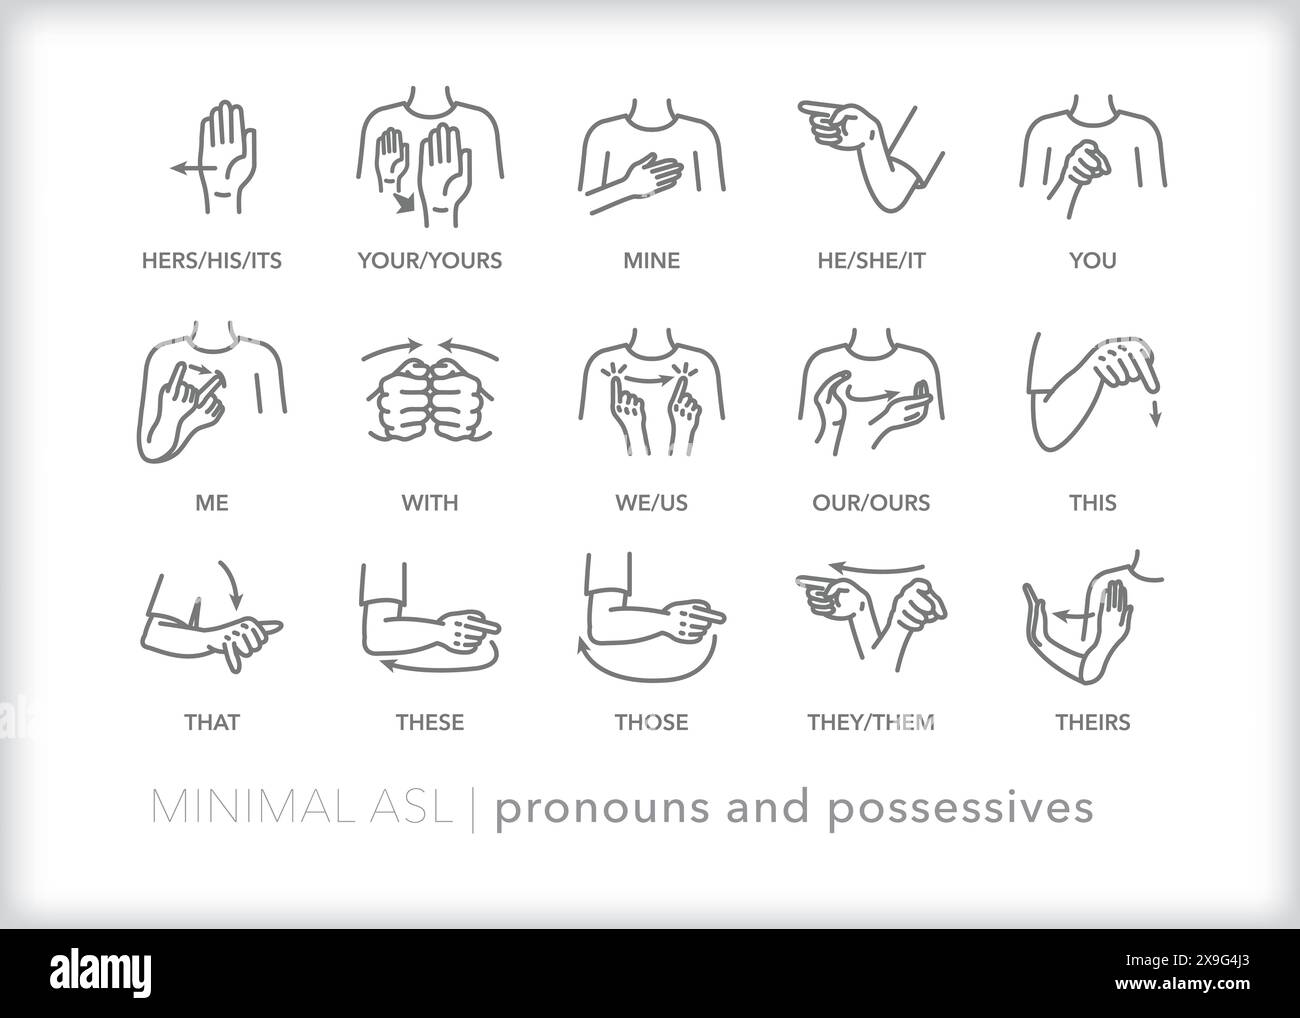 HERS/HIS/ITS YOUR/YOURS MINE HE/SHE/IT YOU
ME WITH WE/US OUR/OURS THIS
THAT THESE THOSE THEY/THEM THEIRS
MINIMAL ASL | pronouns and possessives
alamy
Image ID: X9G4J3
www.alamy.com